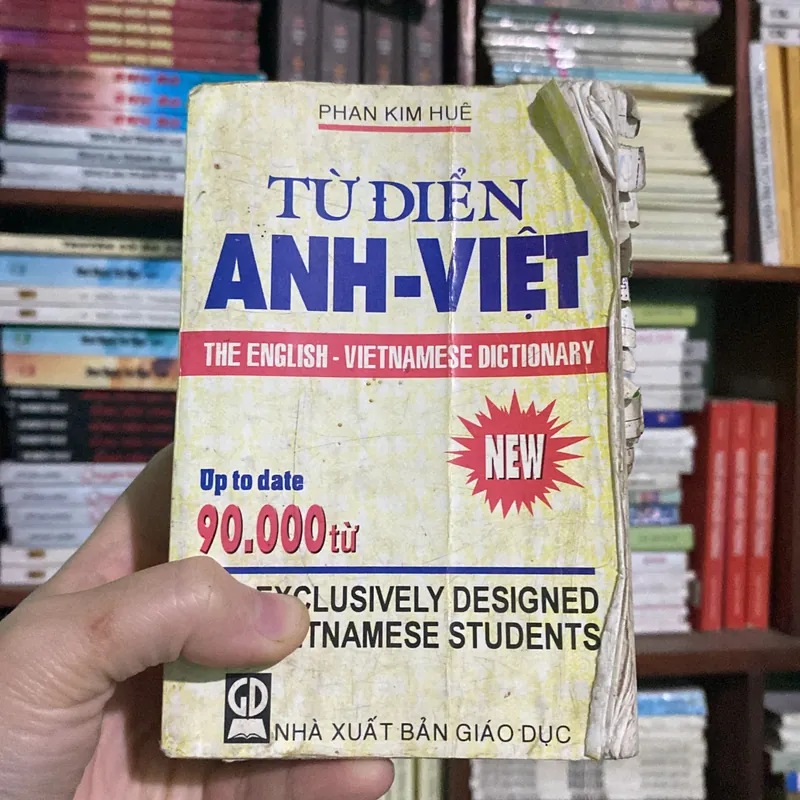 PHAN KIM HUÊ
TỪ ĐIỂN
ANH-VIỆT
THE ENGLISH - VIETNAMESE DICTIONARY
NEW
Up to date
90.000 từ
EXCLUSIVELY DESIGNED
STUDENTS
GD
NHÀ XUẤT BẢN GIÁO DỤC